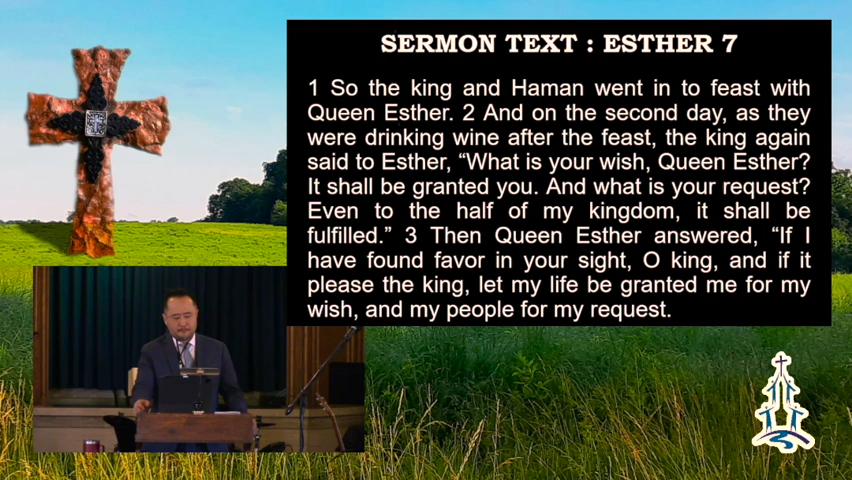 SERMON TEXT : ESTHER 7
1 So the king and Haman went in to feast with
Queen Esther. 2 And on the second day, as they
were drinking wine after the feast, the king again
said to Esther, “What is your wish, Queen Esther?
It shall be granted you. And what is your request?
Even to the half of my kingdom, it shall be
fulfilled.” 3 Then Queen Esther answered, “If I
have found favor in your sight, O king, and if it
please the king, let my life be granted me for my
wish, and my people for my request.